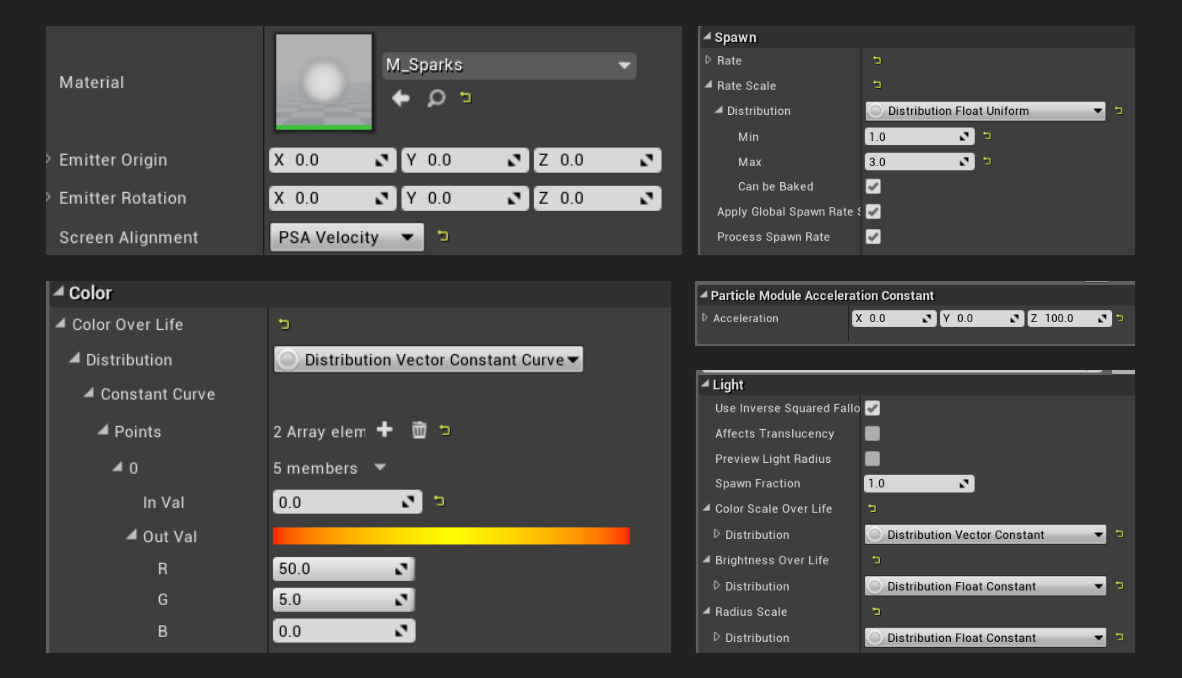 Material
M_Sparks
Emitter Origin
X 0.0 Y 0.0 Z 0.0
Emitter Rotation
X 0.0 Y 0.0 Z 0.0
Screen Alignment
PSA Velocity
Spawn
Rate
Rate Scale
Distribution Distribution Float Uniform
Min 1.0
Max 3.0
Can be Baked
Apply Global Spawn Rate S
Process Spawn Rate
Color
Color Over Life
Distribution Distribution Vector Constant Curve
Constant Curve
Points 2 Array elem
0 5 members
In Val 0.0
Out Val
R 50.0
G 5.0
B 0.0
Particle Module Acceleration Constant
Acceleration X 0.0 Y 0.0 Z 100.0
Light
Use Inverse Squared Fallo
Affects Translucency
Preview Light Radius
Spawn Fraction 1.0
Color Scale Over Life
Distribution Distribution Vector Constant
Brightness Over Life
Distribution Distribution Float Constant
Radius Scale
Distribution Distribution Float Constant